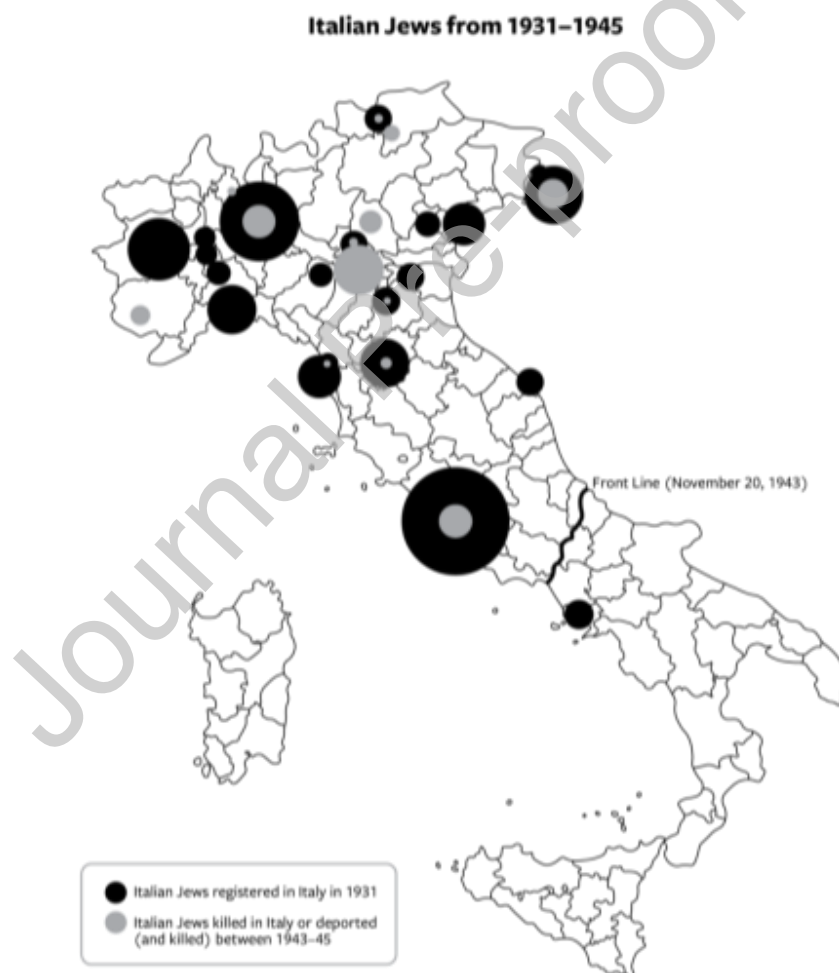 Italian Jews from 1931–1945
Front Line (November 20, 1943)
Italian Jews registered in Italy in 1931
Italian Jews killed in Italy or deported
(and killed) between 1943–45
Journal Pre-proof